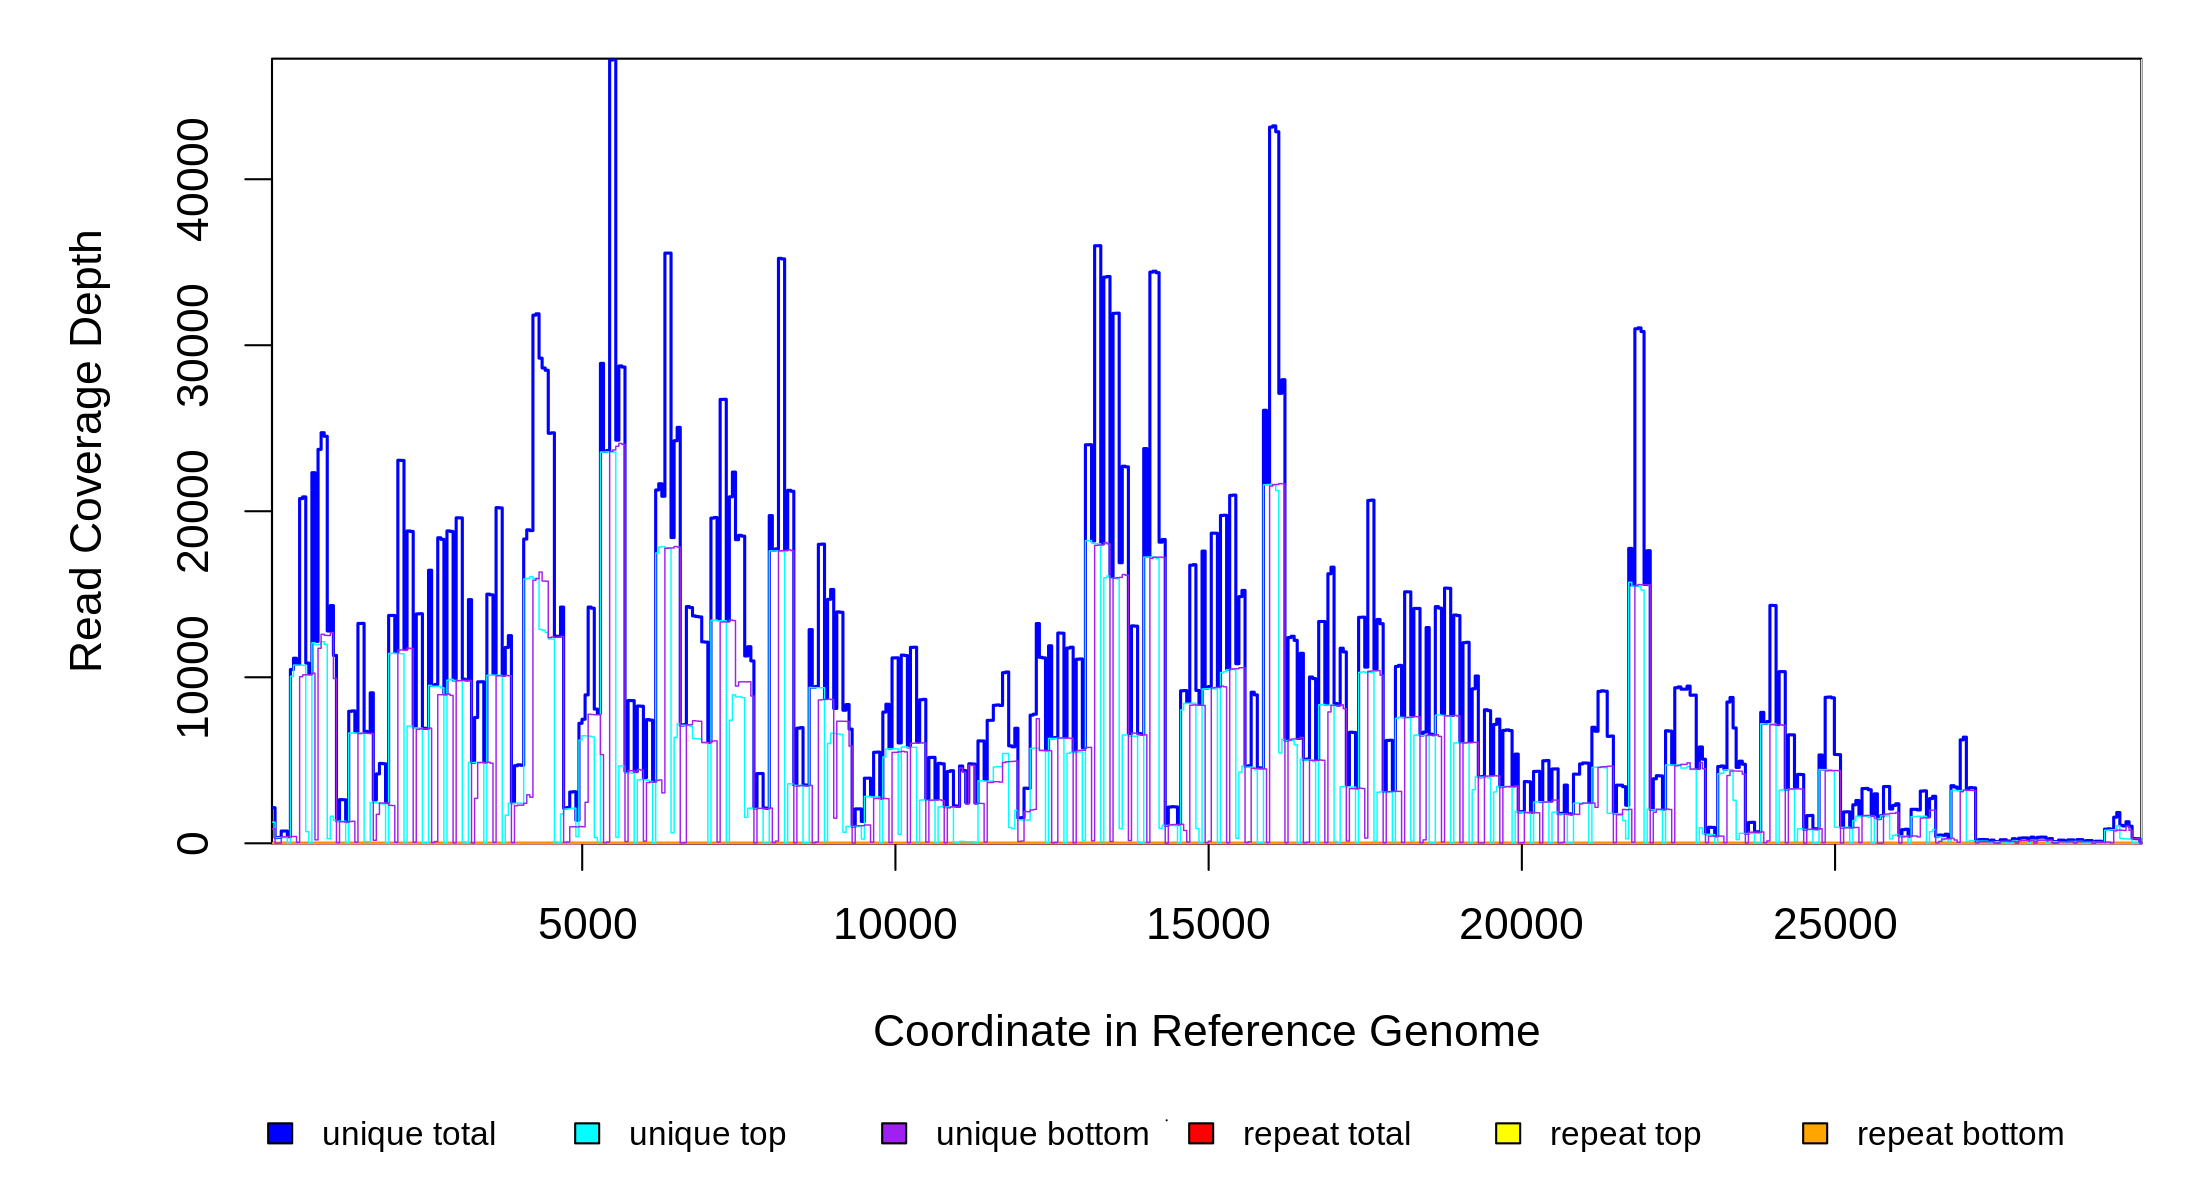 Read Coverage Depth
40000
30000
20000
10000
0
5000 10000 15000 20000 25000
Coordinate in Reference Genome
unique total unique top unique bottom repeat total repeat top repeat bottom